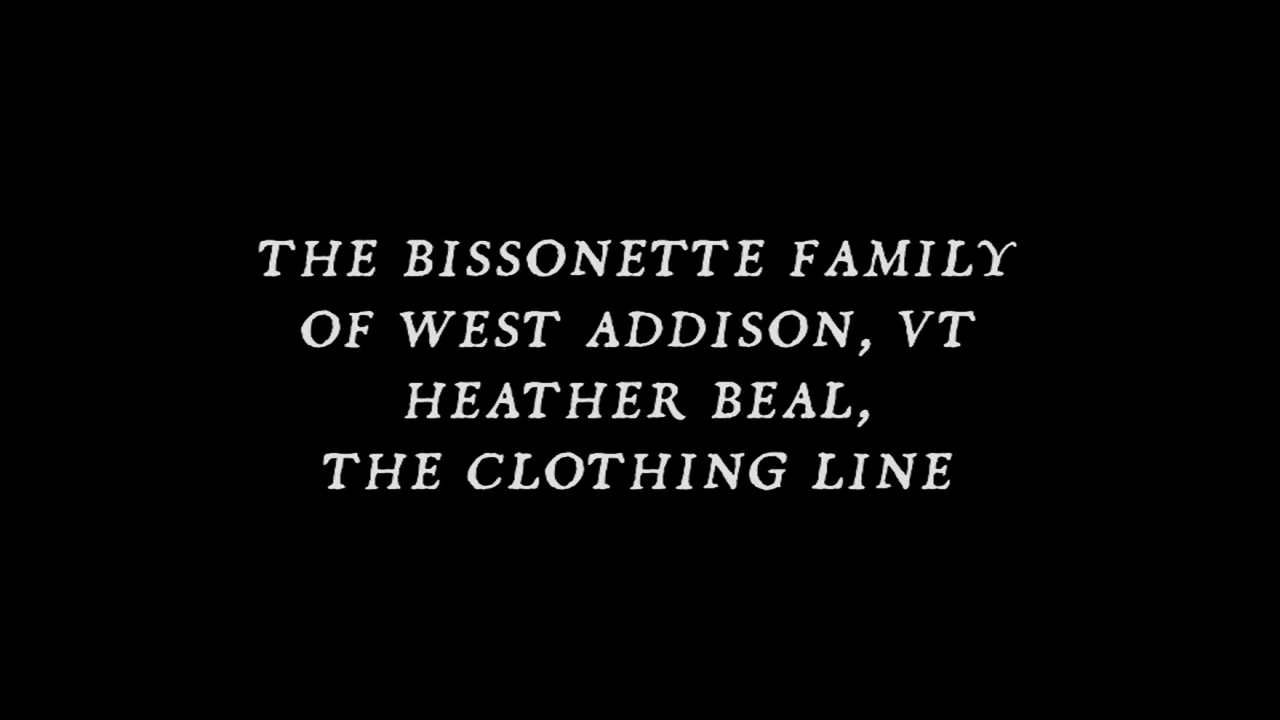 THE BISSONETTE FAMILY
OF WEST ADDISON, VT
HEATHER BEAL,
THE CLOTHING LINE